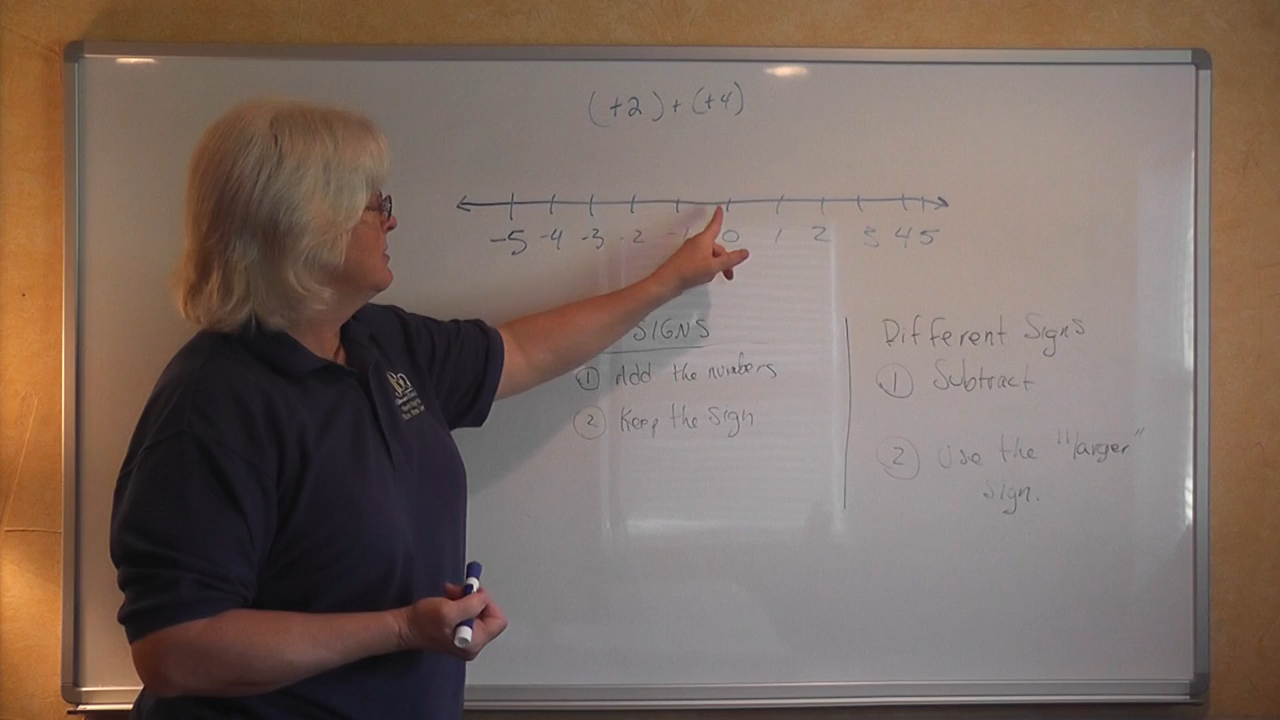 (+2)+(+4)
-5 -4 -3 -2 -1 0 1 2 3 4 5
SIGNS
1 Add the numbers
2 Keep the Sign
Different Signs
1 Subtract
2 Use the "larger"
sign.